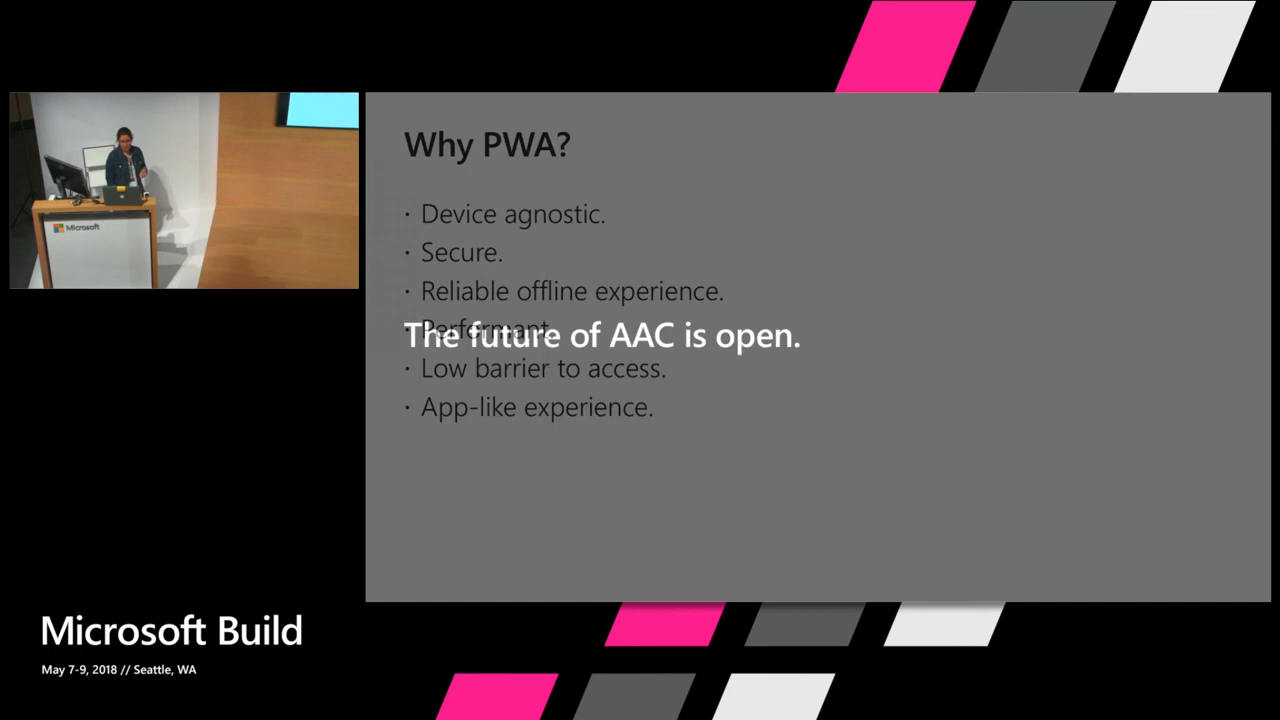 Why PWA?
· Device agnostic.
· Secure.
· Reliable offline experience.
· Performant.
The future of AAC is open.
· Low barrier to access.
· App-like experience.
Microsoft
Microsoft Build
May 7-9, 2018 // Seattle, WA